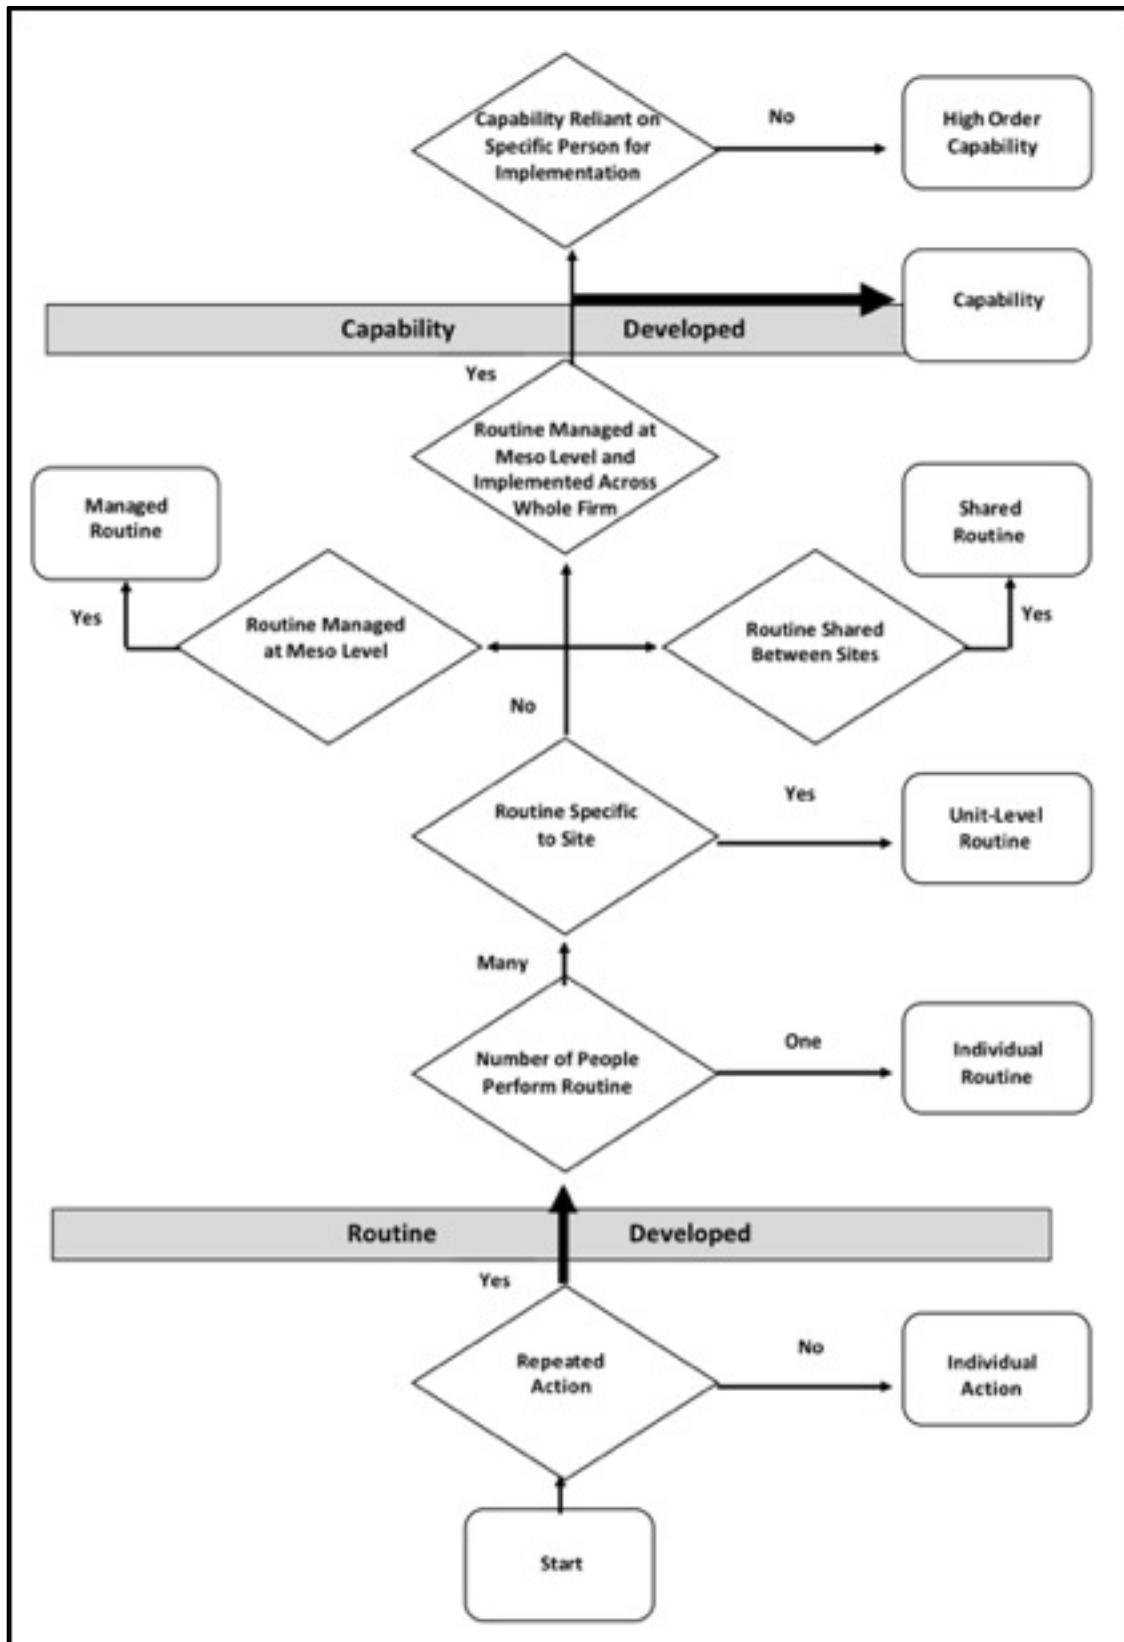 Capability Reliant on
Specific Person for
Implementation
No
High Order
Capability
Capability
Capability Developed
Yes
Routine Managed at
Meso Level and
Implemented Across
Whole Firm
Managed
Routine
Shared
Routine
Yes
Routine Managed
at Meso Level
Routine Shared
Between Sites
Yes
No
Routine Specific
to Site
Yes
Unit-Level
Routine
Many
Number of People
Perform Routine
One
Individual
Routine
Routine Developed
Yes
Repeated
Action
No
Individual
Action
Start